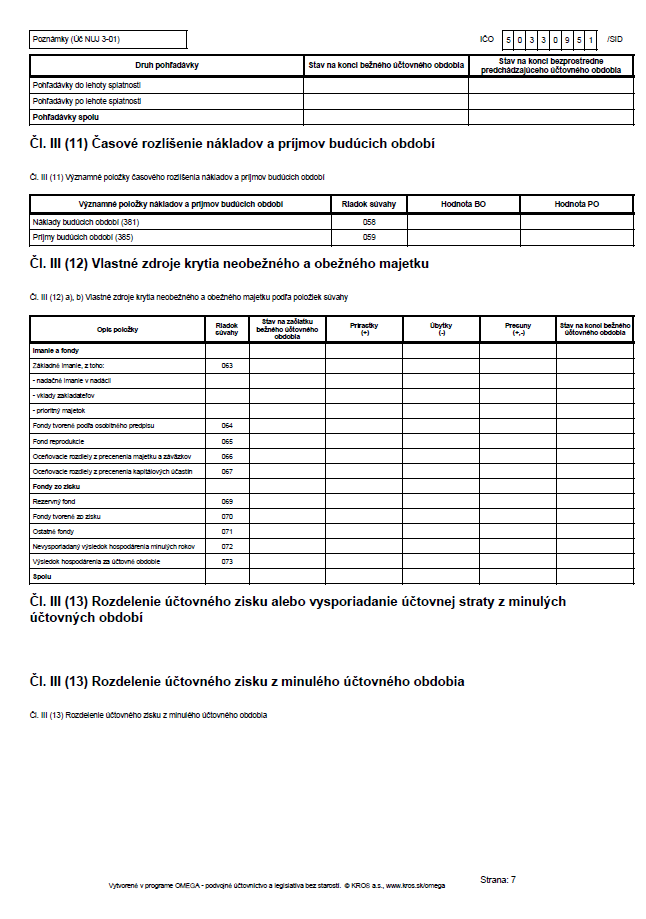 Poznámky (Úč NUJ 3-01)
IČO 5 0 3 3 0 9 5 1 /SID
Druh pohľadávky Stav na konci bežného účtovného obdobia Stav na konci bezprostredne predchádzajúceho účtovného obdobia
Pohľadávky do lehoty splatnosti
Pohľadávky po lehote splatnosti
Pohľadávky spolu
Čl. III (11) Časové rozlíšenie nákladov a príjmov budúcich období
Čl. III (11) Významné položky časového rozlíšenia nákladov a príjmov budúcich období
Významné položky nákladov a príjmov budúcich období Riadok súvahy Hodnota BO Hodnota PO
Náklady budúcich období (381) 058
Príjmy budúcich období (385) 059
Čl. III (12) Vlastné zdroje krytia neobežného a obežného majetku
Čl. III (12) a), b) Vlastné zdroje krytia neobežného a obežného majetku podľa položiek súvahy
Opis položky Riadok súvahy Stav na začiatku bežného účtovného obdobia Prírastky (+) Úbytky (-) Presuny (+,-) Stav na konci bežného účtovného obdobia
Imanie a fondy
Základné imanie, z toho: 063
- nadačné imanie v nadácii
- vklady zakladateľov
- prioritný majetok
Fondy tvorené podľa osobitného predpisu 064
Fond reprodukcie 065
Oceňovacie rozdiely z precenenia majetku a záväzkov 066
Oceňovacie rozdiely z precenenia kapitálových účastín 067
Fondy zo zisku
Rezervný fond 069
Fondy tvorené zo zisku 070
Ostatné fondy 071
Nevysporiadaný výsledok hospodárenia minulých rokov 072
Výsledok hospodárenia za účtovné obdobie 073
Spolu
Čl. III (13) Rozdelenie účtovného zisku alebo vysporiadanie účtovnej straty z minulých
účtovných období
Čl. III (13) Rozdelenie účtovného zisku z minulého účtovného obdobia
Čl. III (13) Rozdelenie účtovného zisku z minulého účtovného obdobia
Vytvorené v programe OMEGA - podvojné účtovníctvo a legislatíva bez starostí. © KROS a.s., www.kros.sk/omega
Strana: 7